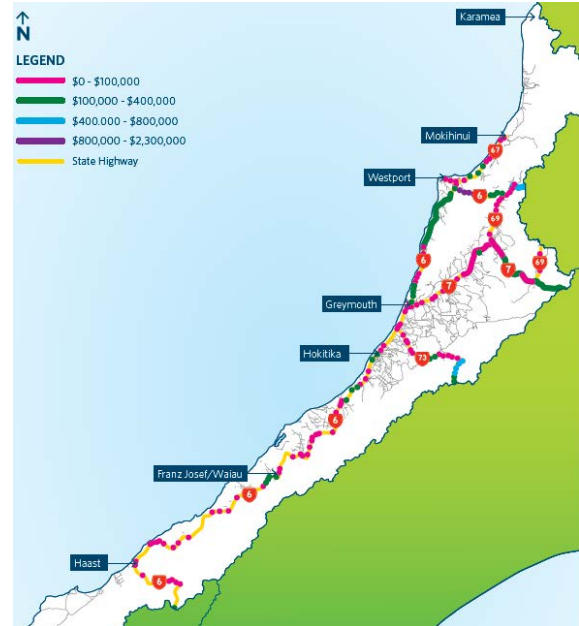 N
LEGEND
$0 - $100,000
$100,000 - $400,000
$400.000 - $800,000
$800,000 - $2,300,000
State Highway
Karamea
Mokihinui
67
Westport
6
69
6
69
7
7
Greymouth
Hokitika
73
6
Franz Josef/Waiau
6
Haast
6